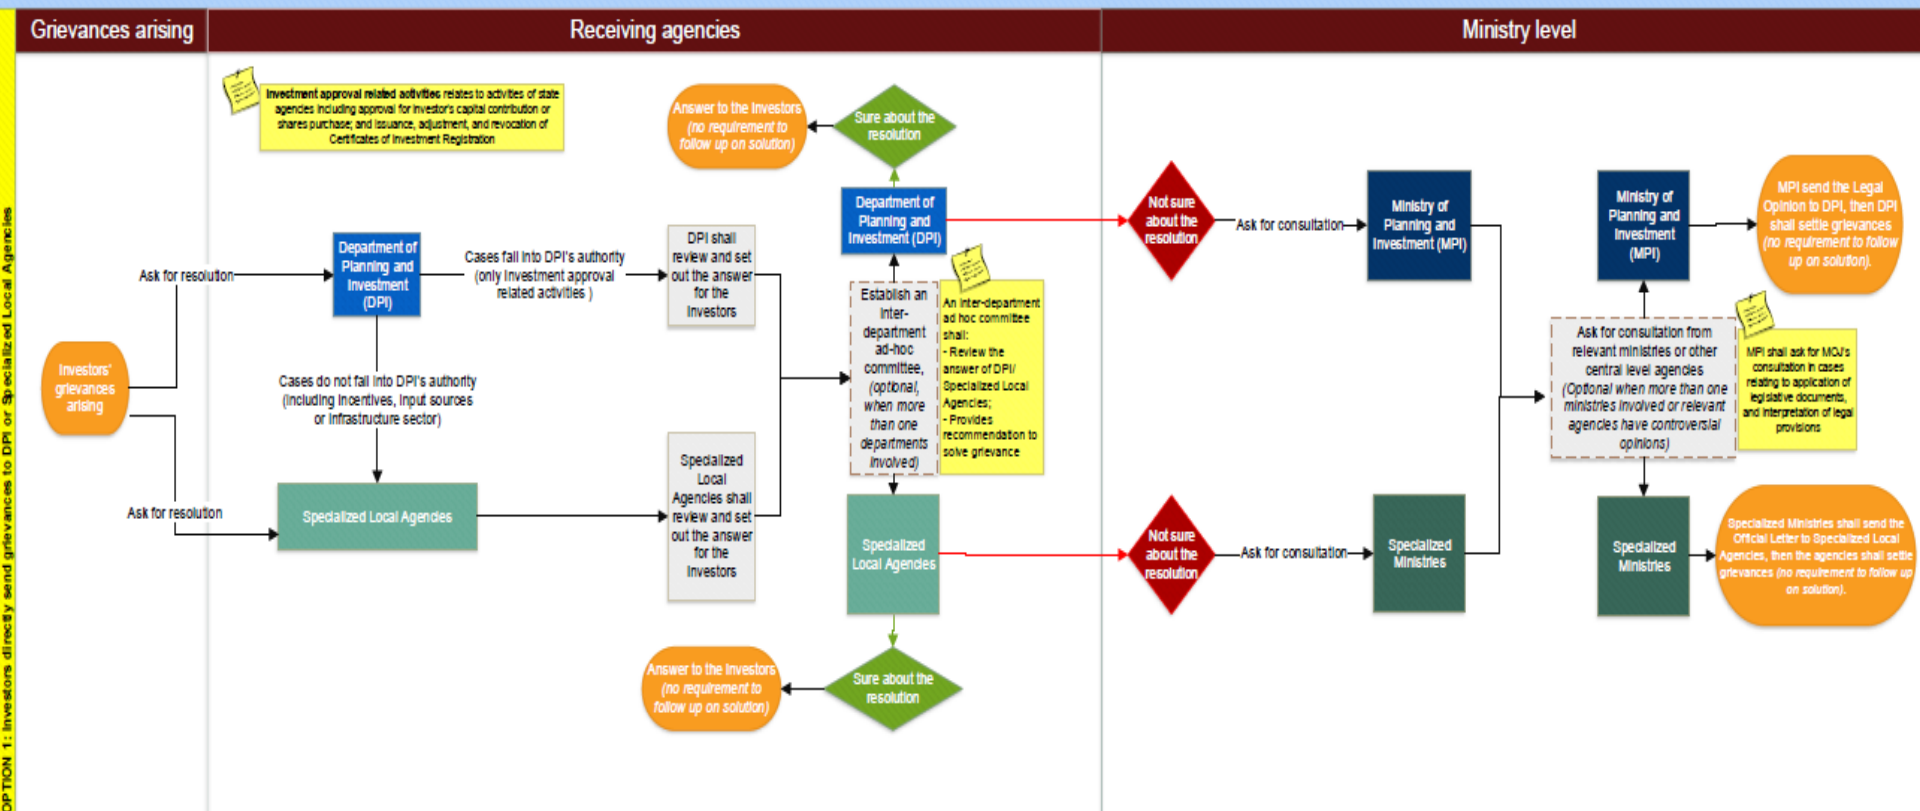 Grievances arising
Receiving agencies
Ministry level
OPTION 1: Investors directly send grievances to DPI or Specialized Local Agencies
Investment approval related activities relates to activities of state
agencies including approval for investor's capital contribution or
shares purchase; and issuance, adjustment, and revocation of
Certificates of Investment Registration
Answer to the Investors
(no requirement to
follow up on solution)
Sure about the
resolution
Investors'
grievances
arising
Ask for resolution
Ask for resolution
Department of
Planning and
Investment
(DPI)
Cases fall into DPI's authority
(only investment approval
related activities )
Cases do not fall into DPI's authority
(including incentives, input sources
or infrastructure sector)
Specialized Local Agencies
DPI shall
review and set
out the answer
for the
Investors
Specialized
Local
Agencies shall
review and set
out the answer
for the
Investors
Department of
Planning and
Investment (DPI)
Establish an
inter-
department
ad-hoc
committee,
(optional,
when more
than one
departments
involved)
An inter-department
ad hoc committee
shall:
- Review the
answer of DPI/
Specialized Local
Agencies;
- Provides
recommendation to
solve grievance
Specialized
Local Agencies
Answer to the Investors
(no requirement to
follow up on solution)
Sure about the
resolution
Not sure
about the
resolution
Ask for consultation
Ministry of
Planning and
Investment (MPI)
Not sure
about the
resolution
Ask for consultation
Specialized
Ministries
Ministry of
Planning and
Investment
(MPI)
MPI send the Legal
Opinion to DPI, then DPI
shall settle grievances
(no requirement to follow
up on solution).
Ask for consultation from
relevant ministries or other
central level agencies
(Optional when more than one
ministries involved or relevant
agencies have controversial
opinions)
MPI shall ask for MOJ's
consultation in cases
relating to application of
legislative documents,
and interpretation of legal
provisions
Specialized
Ministries
Specialized Ministries shall send the
Official Letter to Specialized Local
Agencies, then the agencies shall settle
grievances (no requirement to follow up
on solution).